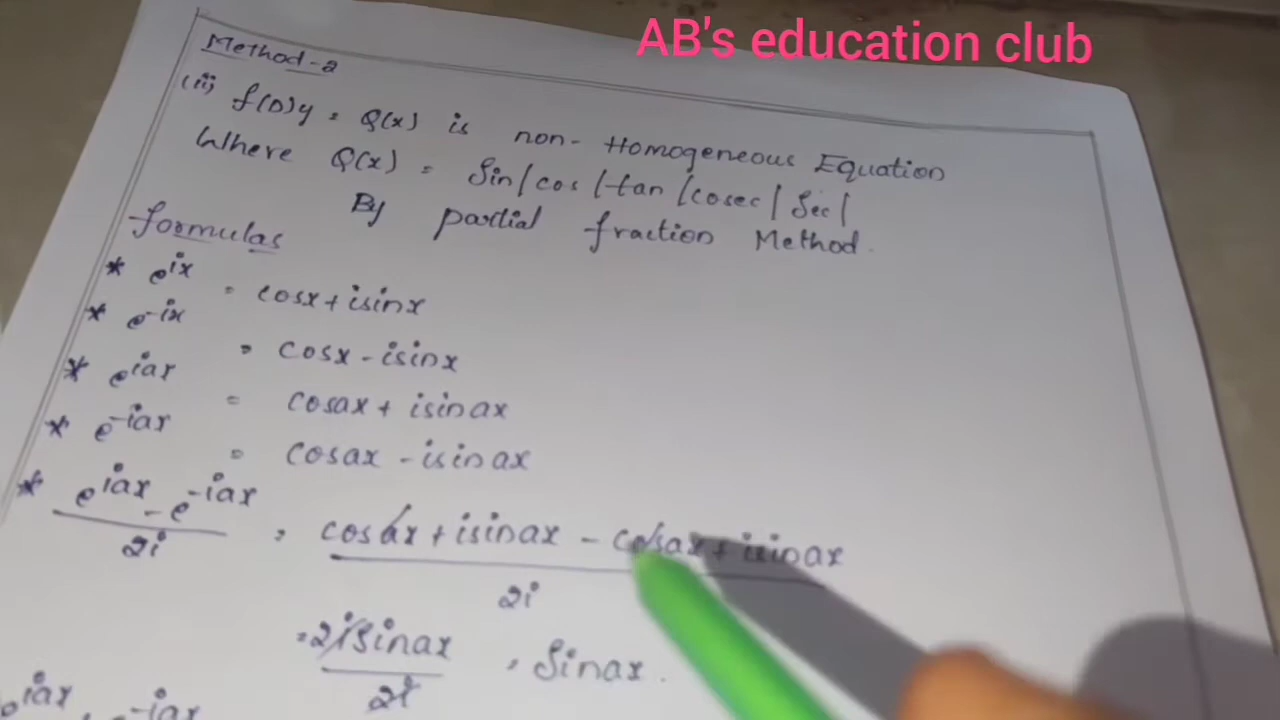 AB's education club
Method-2
(ii) f(D)y = Q(x) is non-Homogeneous Equation
Where Q(x) = Sin/cos/tan/cosec/Sec/
By partial fraction Method.
formulas
* e^ix = cosx + isinx
* e^-ix = cosx - isinx
* e^iax = cosax + isinax
* e^-iax = cosax - isinax
* e^iax - e^-iax / 2i = cosax + isinax - cosax + isinax / 2i
= 2isinax / 2i = Sinax.
e^iax e^-iax